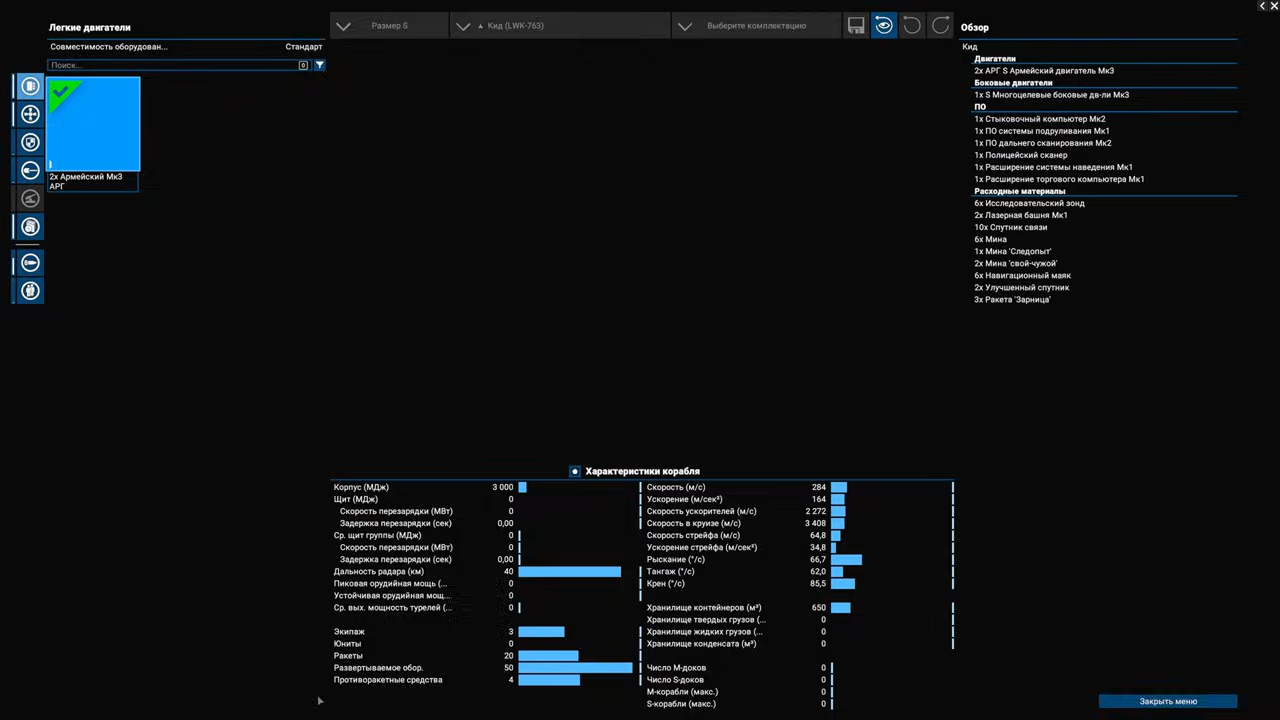 Легкие двигатели
Совместимость оборудован...
Стандарт
Поиск...
0
2x Армейский Мк3
АРГ
Размер S
▲ Кид (LWK-763)
Выберите комплектацию
Обзор
Кид
Двигатели
2x АРГ S Армейский двигатель Мк3
Боковые двигатели
1x S Многоцелевые боковые дв-ли Мк3
ПО
1x Стыковочный компьютер Мк2
1x ПО системы подруливания Мк1
1x ПО дальнего сканирования Мк2
1x Полицейский сканер
1x Расширение системы наведения Мк1
1x Расширение торгового компьютера Мк1
Расходные материалы
6x Исследовательский зонд
2x Лазерная башня Мк1
10x Спутник связи
6x Мина
1x Мина 'Следопыт'
2x Мина 'свой-чужой'
6x Навигационный маяк
2x Улучшенный спутник
3x Ракета 'Зарница'
Характеристики корабля
Корпус (МДж) 3 000
Щит (МДж) 0
Скорость перезарядки (МВт) 0
Задержка перезарядки (сек) 0,00
Ср. щит группы (МДж) 0
Скорость перезарядки (МВт) 0
Задержка перезарядки (сек) 0,00
Дальность радара (км) 40
Пиковая орудийная мощь (... 0
Устойчивая орудийная мощ... 0
Ср. вых. мощность турелей (... 0
Экипаж 3
Юниты 0
Ракеты 20
Развертываемое обор. 50
Противоракетные средства 4
Скорость (м/с) 284
Ускорение (м/сек²) 164
Скорость ускорителей (м/с) 2 272
Скорость в круизе (м/с) 3 408
Скорость стрейфа (м/с) 64,8
Ускорение стрейфа (м/сек²) 34,8
Рыскание (°/с) 66,7
Тангаж (°/с) 62,0
Крен (°/с) 85,5
Хранилище контейнеров (м³) 650
Хранилище твердых грузов (... 0
Хранилище жидких грузов (... 0
Хранилище конденсата (м³) 0
Число M-доков 0
Число S-доков 0
M-корабли (макс.) 0
S-корабли (макс.) 0
Закрыть меню